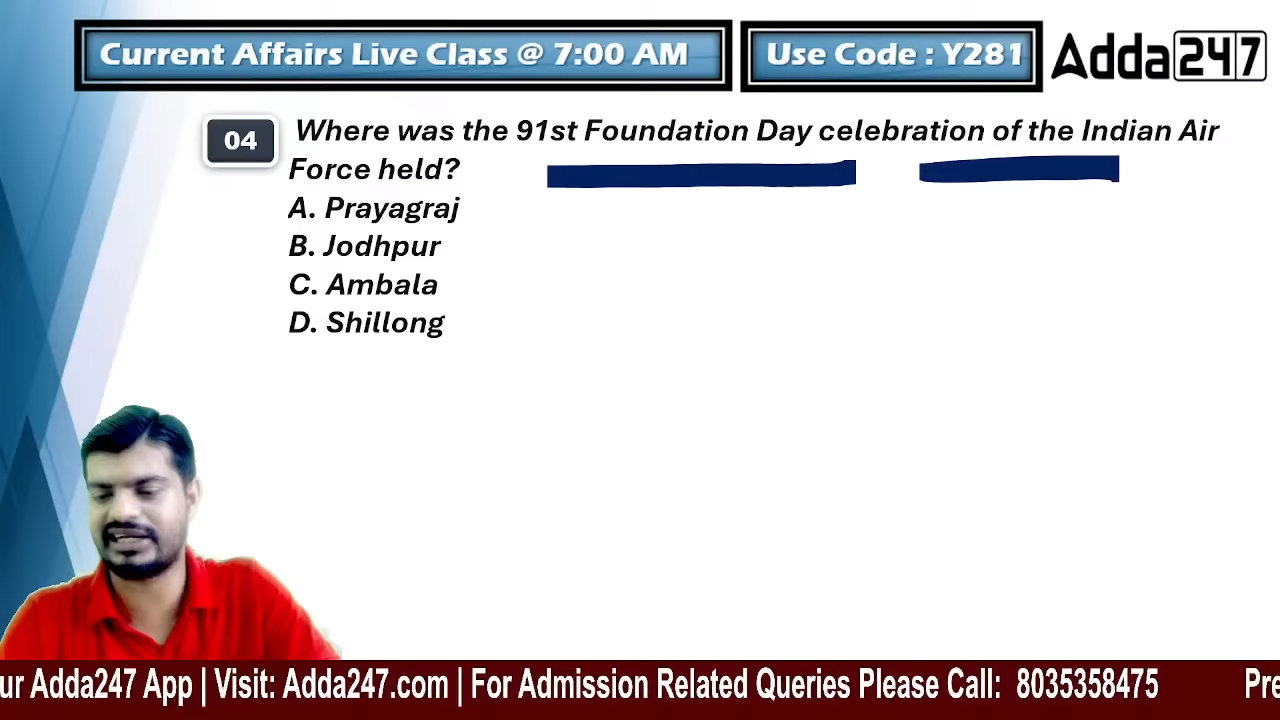 Current Affairs Live Class @ 7:00 AM
Use Code : Y281
Adda247
04
Where was the 91st Foundation Day celebration of the Indian Air
Force held?
A. Prayagraj
B. Jodhpur
C. Ambala
D. Shillong
ur Adda247 App | Visit: Adda247.com | For Admission Related Queries Please Call: 8035358475 Pre